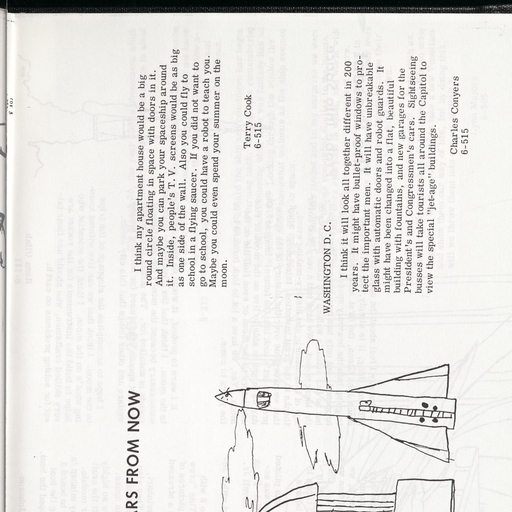 ARS FROM NOW
I think my apartment house would be a big
round circle floating in space with doors in it.
And maybe you can park your spaceship around
it. Inside, people's T. V. screens would be as big
as one side of the wall. Also you could fly to
school in a flying saucer. If you did not want to
go to school, you could have a robot to teach you.
Maybe you could even spend your summer on the
moon.
Terry Cook
6-515
WASHINGTON D. C.
I think it will look all together different in 200
years. It might have bullet-proof windows to pro-
tect the important men. It will have unbreakable
glass with automatic doors and robot guards. It
might have been changed into a flat, beautiful
building with fountains, and new garages for the
President's and Congressmen's cars. Sightseeing
busses will take tourists all around the Capitol to
view the special "jet-age" buildings.
Charles Conyers
6-515